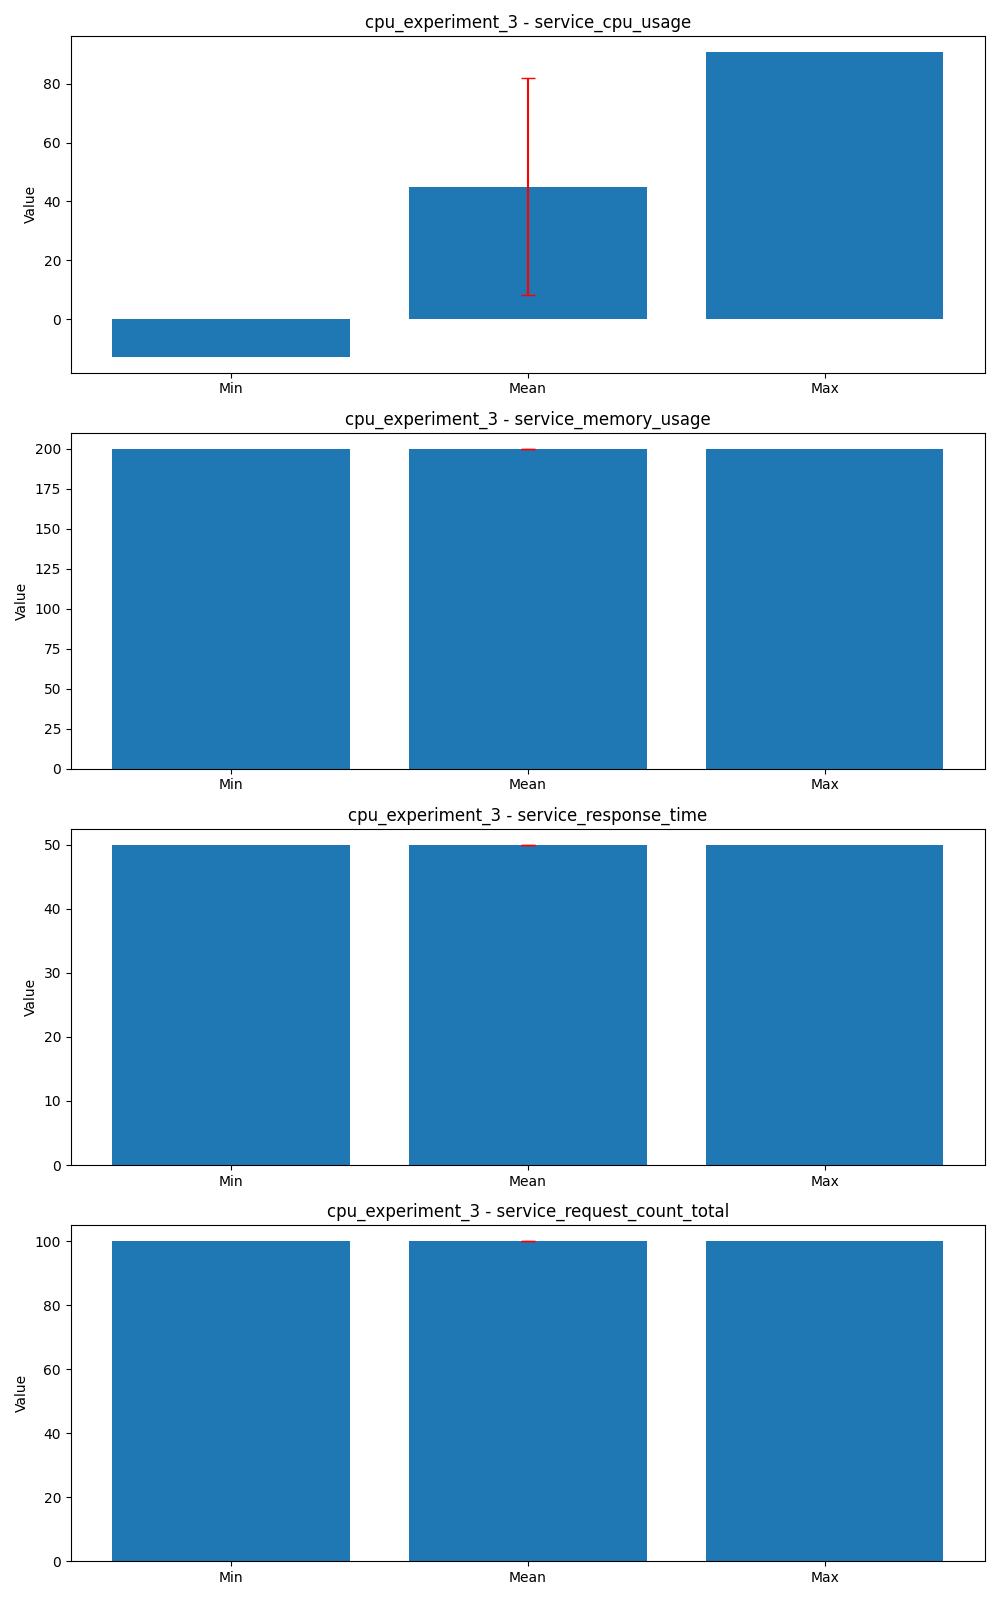 cpu_experiment_3 - service_cpu_usage
80
60
40
20
0
Value
Min Mean Max
cpu_experiment_3 - service_memory_usage
200
175
150
125
100
75
50
25
0
Value
Min Mean Max
cpu_experiment_3 - service_response_time
50
40
30
20
10
0
Value
Min Mean Max
cpu_experiment_3 - service_request_count_total
100
80
60
40
20
0
Value
Min Mean Max